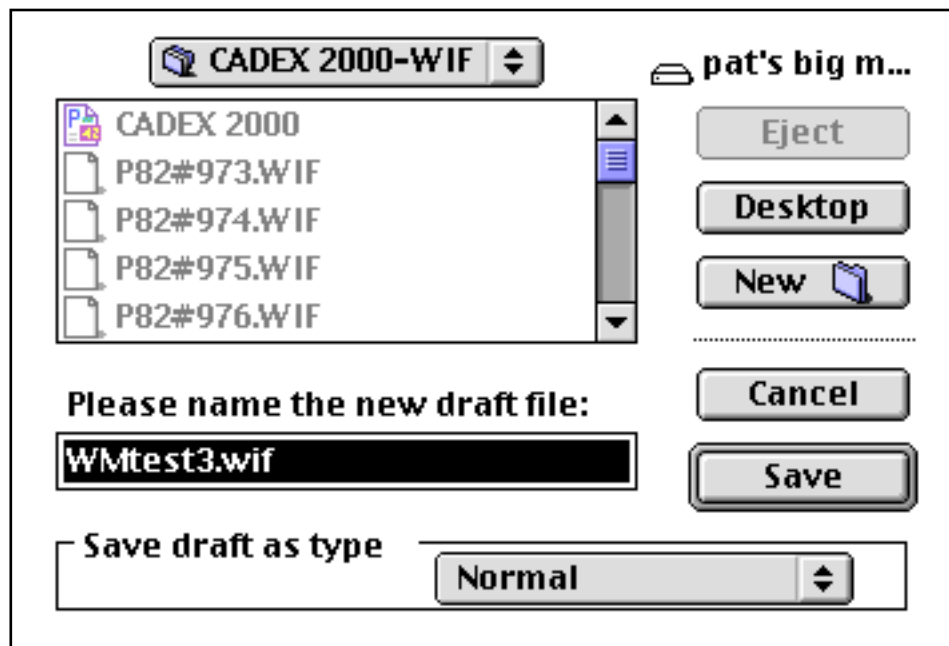 CADEX 2000-WIF
pat's big m...
CADEX 2000
P82#973.WIF
P82#974.WIF
P82#975.WIF
P82#976.WIF
Eject
Desktop
New
Please name the new draft file:
WMtest3.wif
Cancel
Save
Save draft as type
Normal